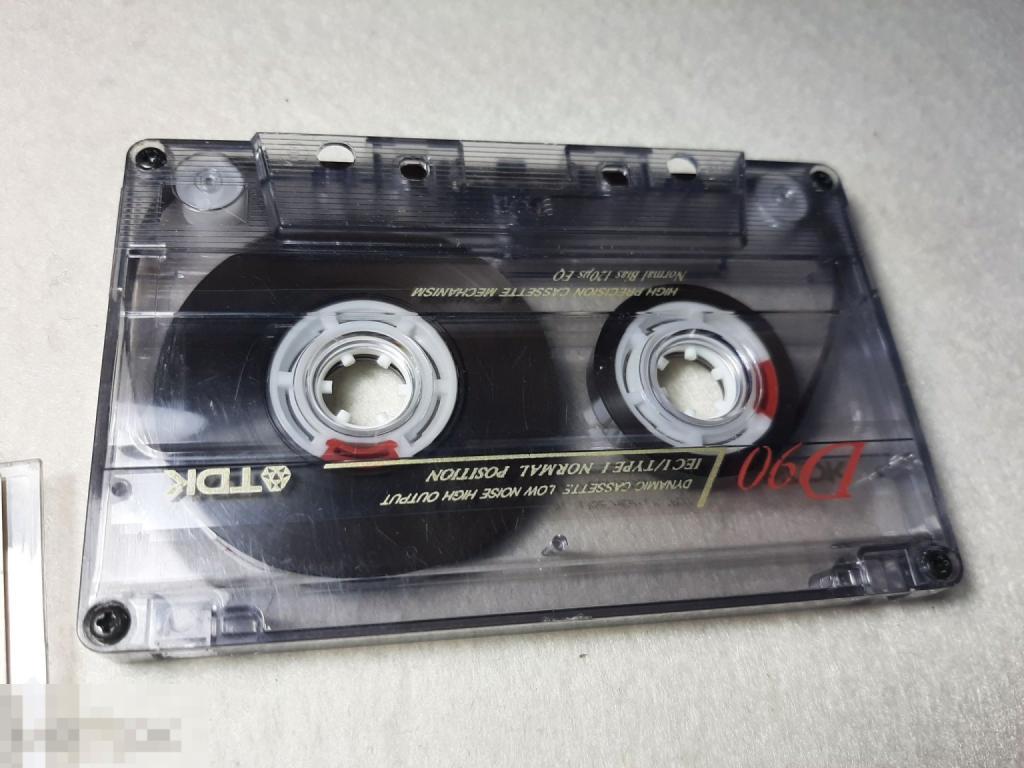 D90
DYNAMIC CASSETTE LOW NOISE HIGH OUTPUT
IEC I/TYPE I NORMAL POSITION
TDK
HIGH PRECISION CASSETTE MECHANISM
Normal Bias 120µs EQ